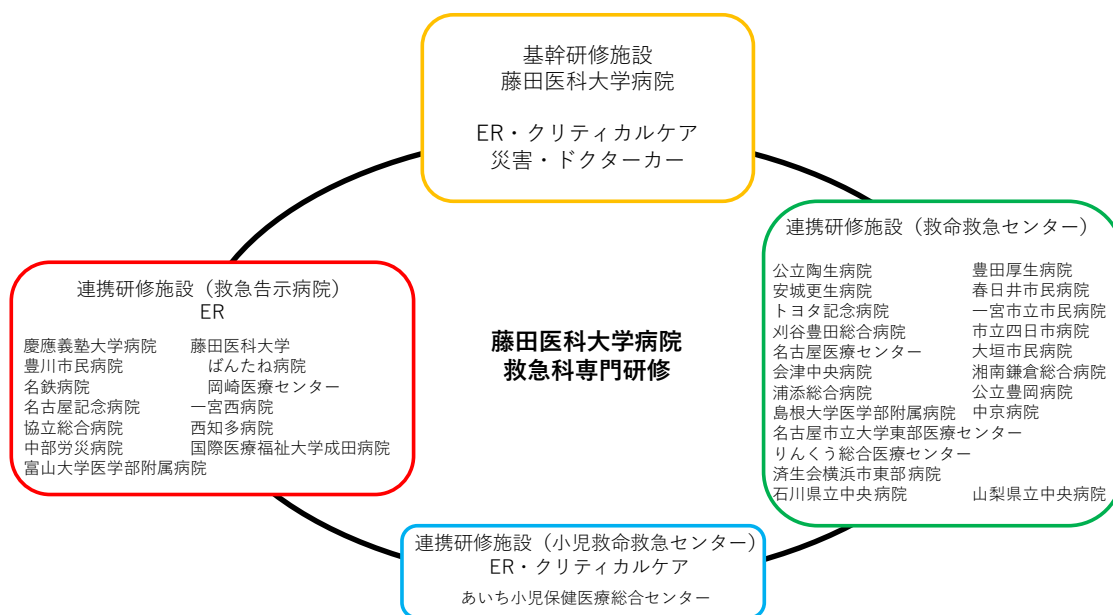 基幹研修施設
藤田医科大学病院
ER・クリティカルケア
災害・ドクターカー
連携研修施設（救急告示病院）
ER
慶應義塾大学病院 藤田医科大学
豊川市民病院 ばんたね病院
名鉄病院 岡崎医療センター
名古屋記念病院 一宮西病院
協立総合病院 西知多病院
中部労災病院 国際医療福祉大学成田病院
富山大学医学部附属病院
藤田医科大学病院
救急科専門研修
連携研修施設（救命救急センター）
公立陶生病院 豊田厚生病院
安城更生病院 春日井市民病院
トヨタ記念病院 一宮市立市民病院
刈谷豊田総合病院 市立四日市病院
名古屋医療センター 大垣市民病院
会津中央病院 湘南鎌倉総合病院
浦添総合病院 公立豊岡病院
島根大学医学部附属病院 中京病院
名古屋市立大学東部医療センター
りんくう総合医療センター
済生会横浜市東部病院
石川県立中央病院 山梨県立中央病院
連携研修施設（小児救命救急センター）
ER・クリティカルケア
あいち小児保健医療総合センター